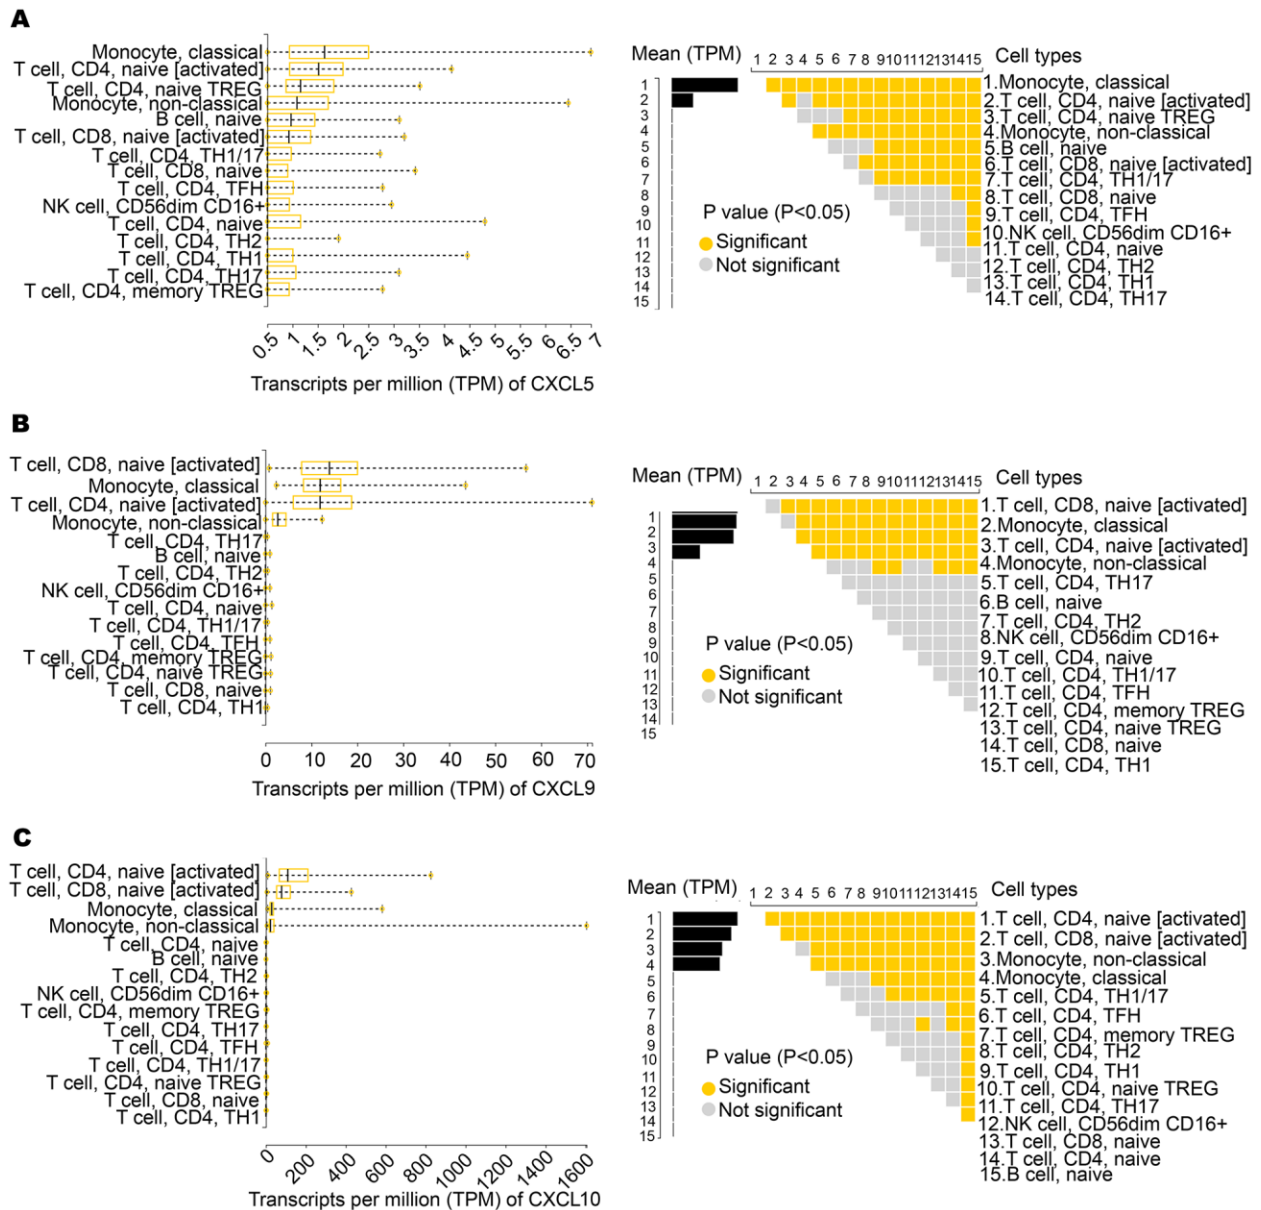 A
Monocyte, classical
T cell, CD4, naive [activated]
T cell, CD4, naive TREG
Monocyte, non-classical
B cell, naive
T cell, CD8, naive [activated]
T cell, CD4, TH1/17
T cell, CD8, naive
T cell, CD4, TFH
NK cell, CD56dim CD16+
T cell, CD4, naive
T cell, CD4, TH2
T cell, CD4, TH1
T cell, CD4, TH17
T cell, CD4, memory TREG
0.5 1 1.5 2 2.5 3 3.5 4 4.5 5 5.5 6 6.5 7
Transcripts per million (TPM) of CXCL5
Mean (TPM)
1 2 3 4 5 6 7 8 9 10 11 12 13 14 15
Cell types
1
2
3
4
5
6
7
8
9
10
11
12
13
14
15
P value (P<0.05)
Significant
Not significant
1.Monocyte, classical
2.T cell, CD4, naive [activated]
3.T cell, CD4, naive TREG
4.Monocyte, non-classical
5.B cell, naive
6.T cell, CD8, naive [activated]
7.T cell, CD4, TH1/17
8.T cell, CD8, naive
9.T cell, CD4, TFH
10.NK cell, CD56dim CD16+
11.T cell, CD4, naive
12.T cell, CD4, TH2
13.T cell, CD4, TH1
14.T cell, CD4, TH17
B
T cell, CD8, naive [activated]
Monocyte, classical
T cell, CD4, naive [activated]
Monocyte, non-classical
T cell, CD4, TH17
B cell, naive
T cell, CD4, TH2
NK cell, CD56dim CD16+
T cell, CD4, naive
T cell, CD4, TH1/17
T cell, CD4, TFH
T cell, CD4, memory TREG
T cell, CD4, naive TREG
T cell, CD8, naive
T cell, CD4, TH1
0 10 20 30 40 50 60 70
Transcripts per million (TPM) of CXCL9
Mean (TPM)
1 2 3 4 5 6 7 8 9 10 11 12 13 14 15
Cell types
1
2
3
4
5
6
7
8
9
10
11
12
13
14
15
P value (P<0.05)
Significant
Not significant
1.T cell, CD8, naive [activated]
2.Monocyte, classical
3.T cell, CD4, naive [activated]
4.Monocyte, non-classical
5.T cell, CD4, TH17
6.B cell, naive
7.T cell, CD4, TH2
8.NK cell, CD56dim CD16+
9.T cell, CD4, naive
10.T cell, CD4, TH1/17
11.T cell, CD4, TFH
12.T cell, CD4, memory TREG
13.T cell, CD4, naive TREG
14.T cell, CD8, naive
15.T cell, CD4, TH1
C
T cell, CD4, naive [activated]
T cell, CD8, naive [activated]
Monocyte, classical
Monocyte, non-classical
T cell, CD4, naive
B cell, naive
T cell, CD4, TH2
NK cell, CD56dim CD16+
T cell, CD4, memory TREG
T cell, CD4, TH17
T cell, CD4, TFH
T cell, CD4, TH1/17
T cell, CD4, naive TREG
T cell, CD8, naive
T cell, CD4, TH1
0 200 400 600 800 1000 1200 1400 1600
Transcripts per million (TPM) of CXCL10
Mean (TPM)
1 2 3 4 5 6 7 8 9 10 11 12 13 14 15
Cell types
1
2
3
4
5
6
7
8
9
10
11
12
13
14
15
P value (P<0.05)
Significant
Not significant
1.T cell, CD4, naive [activated]
2.T cell, CD8, naive [activated]
3.Monocyte, non-classical
4.Monocyte, classical
5.T cell, CD4, TH1/17
6.T cell, CD4, TFH
7.T cell, CD4, memory TREG
8.T cell, CD4, TH2
9.T cell, CD4, TH1
10.T cell, CD4, naive TREG
11.T cell, CD4, TH17
12.NK cell, CD56dim CD16+
13.T cell, CD8, naive
14.T cell, CD4, naive
15.B cell, naive